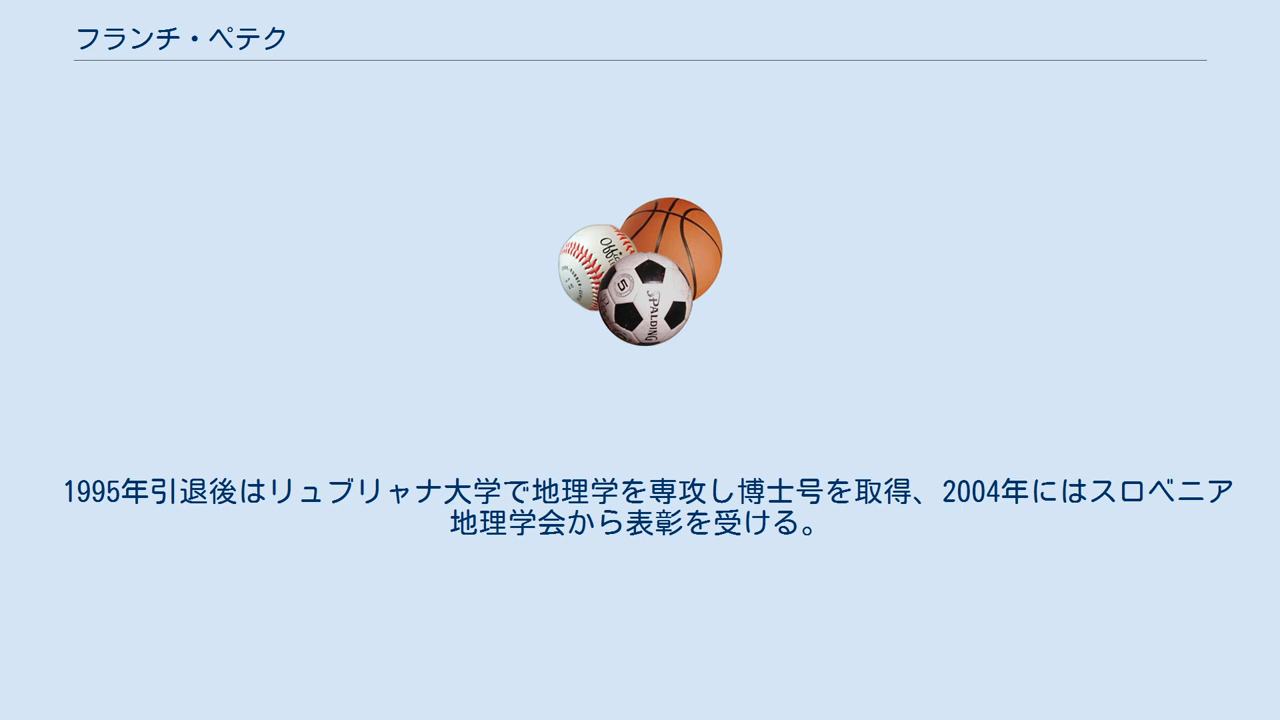 フランチ・ペテク
Offic
5
SPALDING
1995年引退後はリュブリャナ大学で地理学を専攻し博士号を取得、2004年にはスロベニア
地理学会から表彰を受ける。